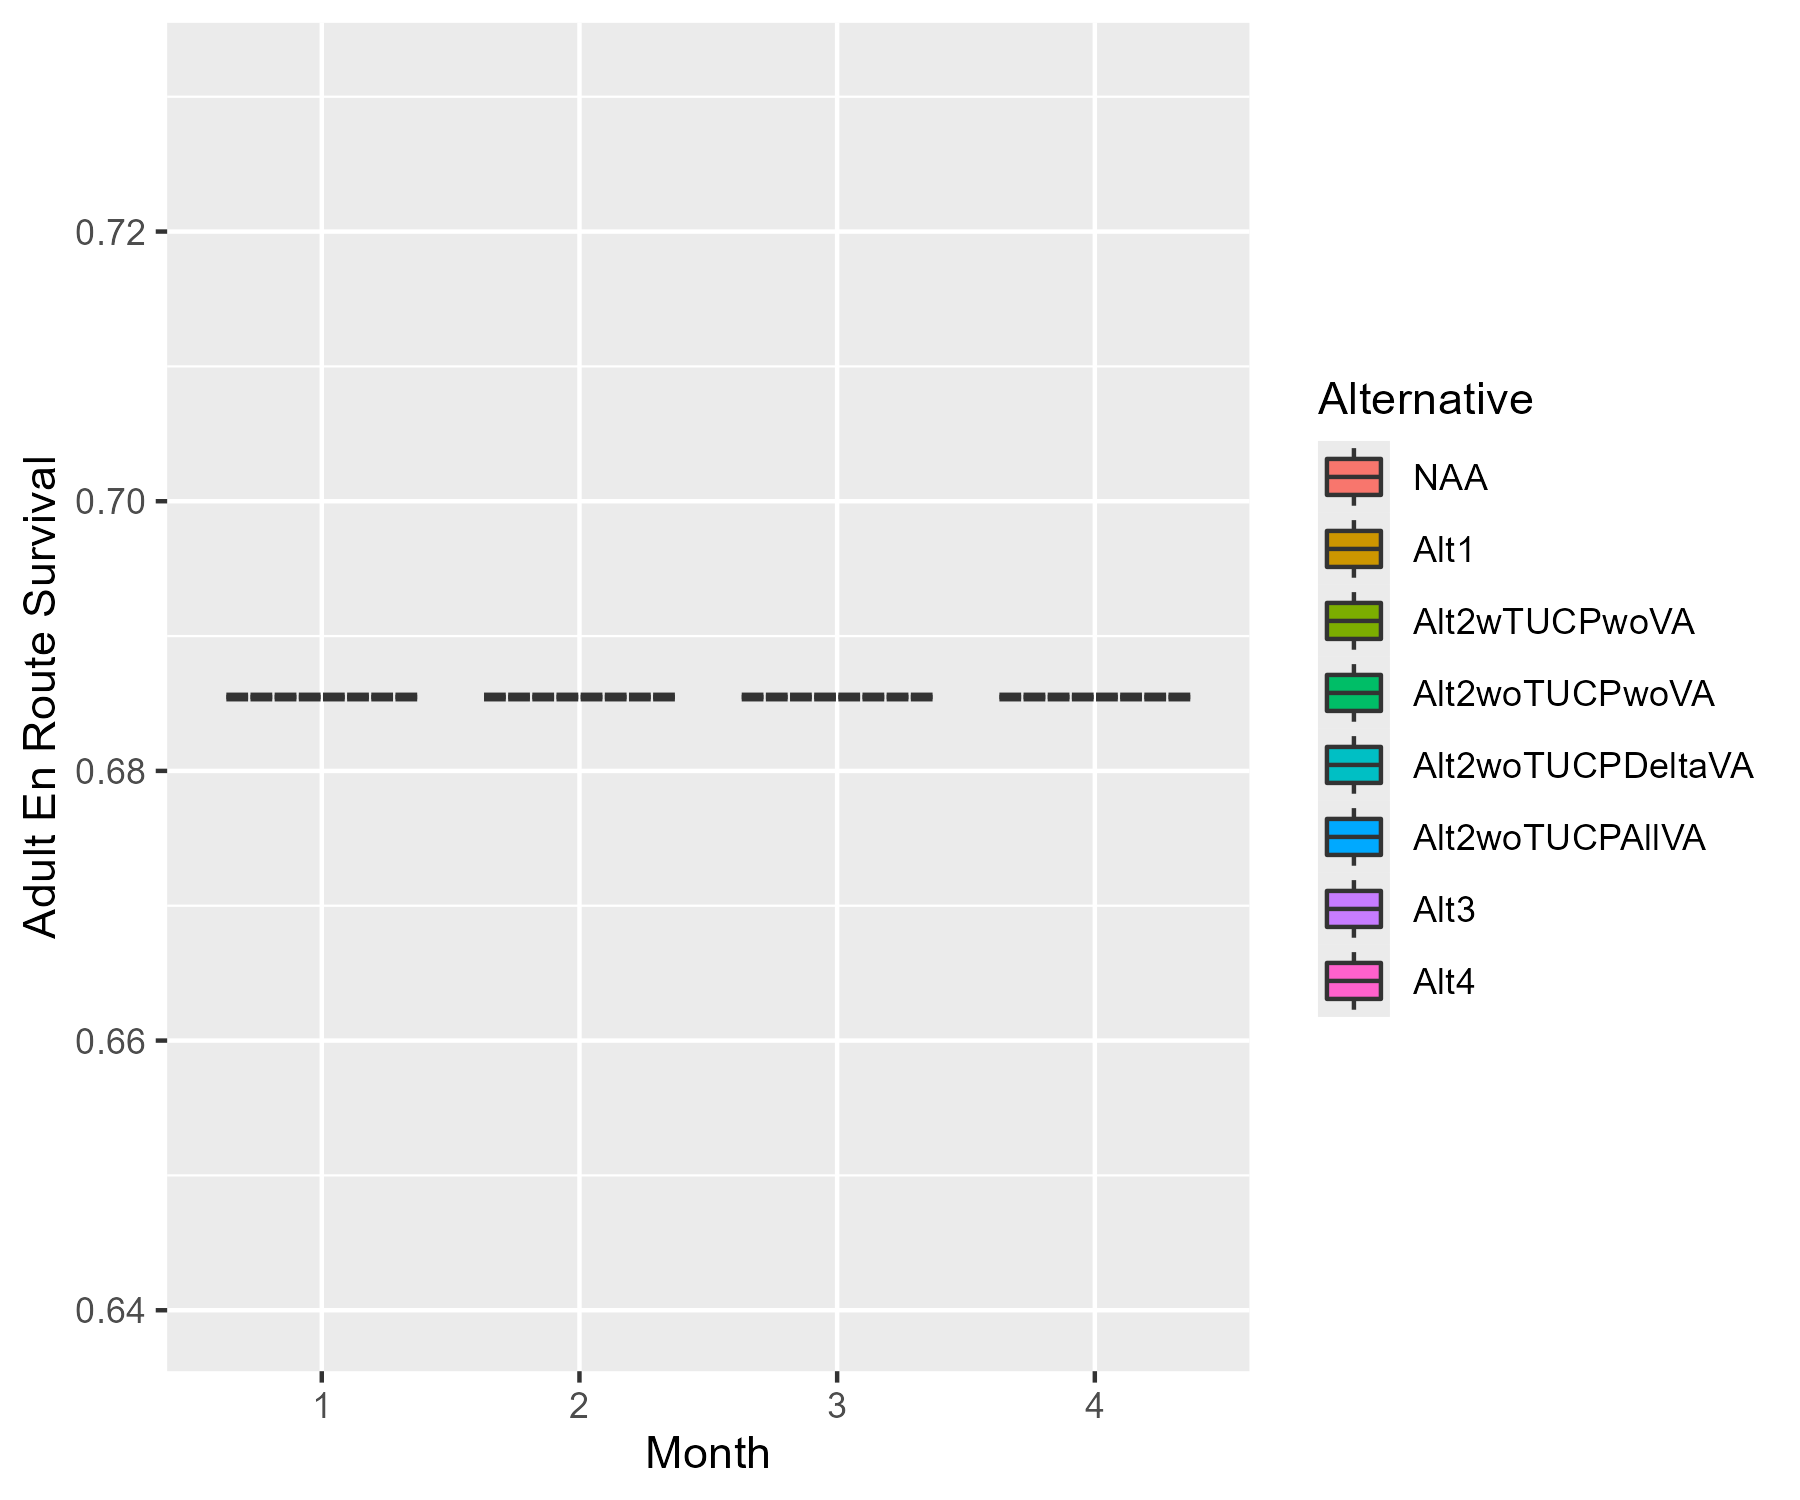 Adult En Route Survival
0.72
0.70
0.68
0.66
0.64
1 2 3 4
Month
Alternative
NAA
Alt1
Alt2wTUCPwoVA
Alt2woTUCPwoVA
Alt2woTUCPDeltaVA
Alt2woTUCPAllVA
Alt3
Alt4